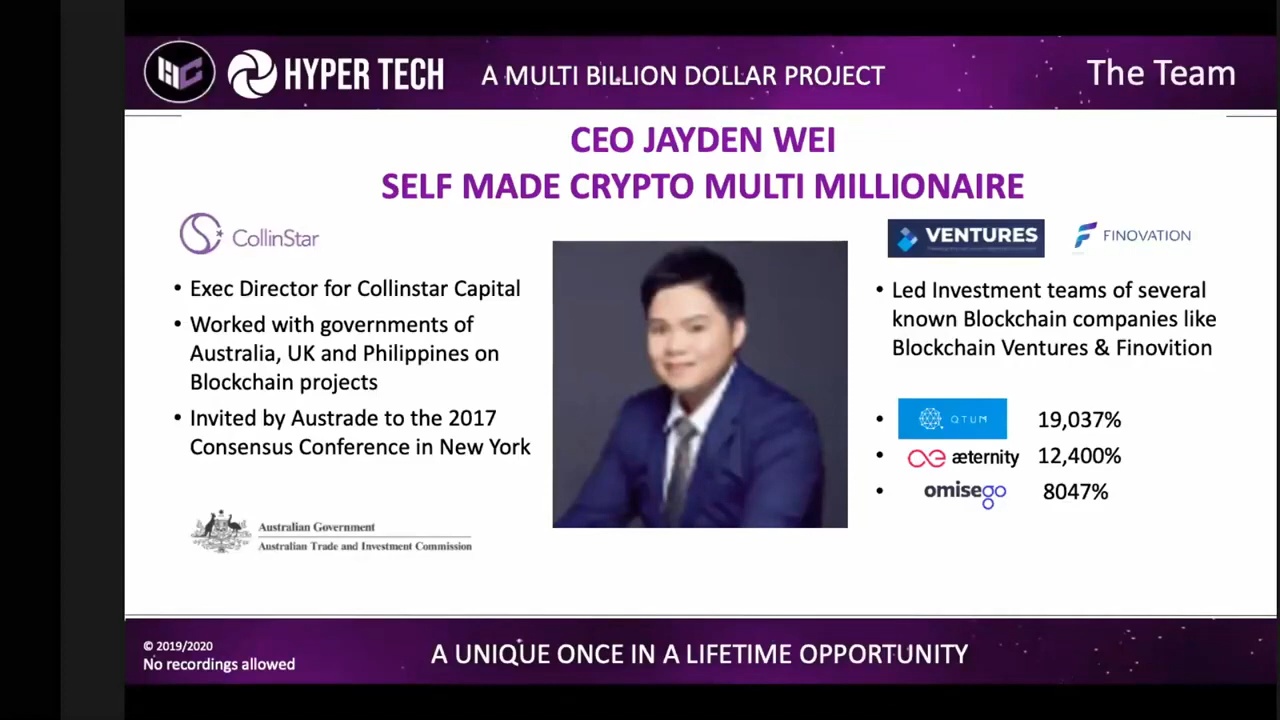 HC HYPER TECH A MULTI BILLION DOLLAR PROJECT The Team
CEO JAYDEN WEI
SELF MADE CRYPTO MULTI MILLIONAIRE
CollinStar
• Exec Director for Collinstar Capital
• Worked with governments of
Australia, UK and Philippines on
Blockchain projects
• Invited by Austrade to the 2017
Consensus Conference in New York
Australian Government
Australian Trade and Investment Commission
VENTURES FINOVATION
• Led Investment teams of several
known Blockchain companies like
Blockchain Ventures & Finovition
• QTUM 19,037%
• æternity 12,400%
• omisego 8047%
© 2019/2020
No recordings allowed
A UNIQUE ONCE IN A LIFETIME OPPORTUNITY